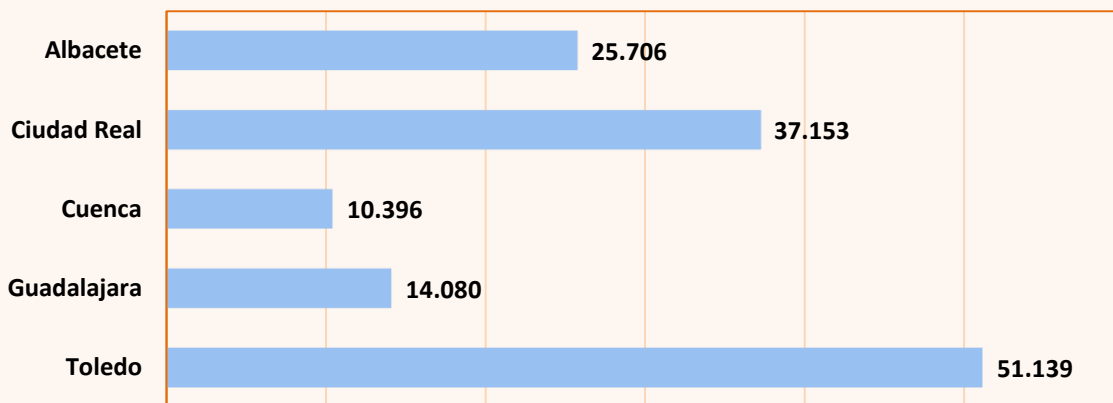 Albacete 25.706
Ciudad Real 37.153
Cuenca 10.396
Guadalajara 14.080
Toledo 51.139